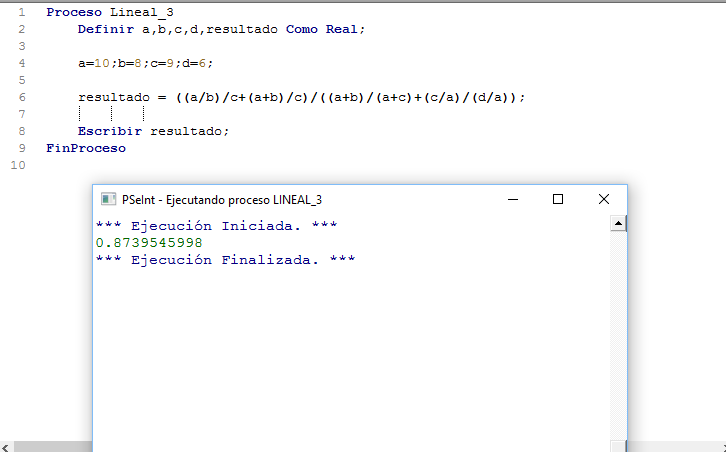 1 Proceso Lineal_3
2 Definir a,b,c,d,resultado Como Real;
3
4 a=10;b=8;c=9;d=6;
5
6 resultado = ((a/b)/c+(a+b)/c)/((a+b)/(a+c)+(c/a)/(d/a));
7
8 Escribir resultado;
9 FinProceso
10
PSeInt - Ejecutando proceso LINEAL_3
*** Ejecución Iniciada. ***
0.8739545998
*** Ejecución Finalizada. ***